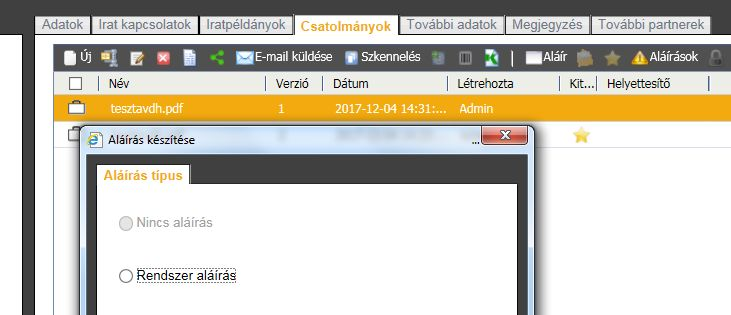 Adatok Irat kapcsolatok Iratpéldányok Csatolmányok További adatok Megjegyzés További partnerek
Új E-mail küldése Szkennelés Aláír Aláírások
Név Verzió Dátum Létrehozta Kit... Helyettesítő
tesztavdh.pdf 1 2017-12-04 14:31:... Admin
.pdf
Aláírás készítése ...
Aláírás típus
Nincs aláírás
Rendszer aláírás